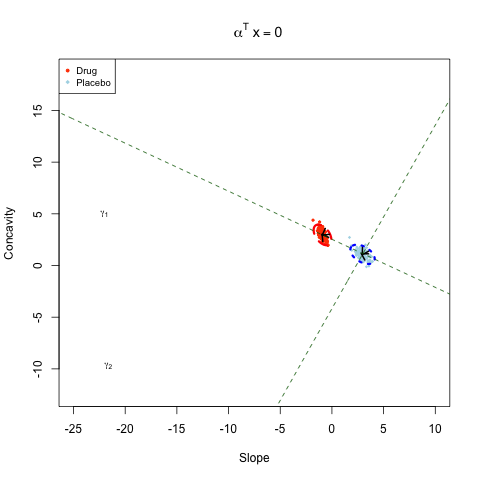 α^T x = 0
Drug
Placebo
Concavity
15
10
5
0
-5
-10
γ₁
γ₂
-25 -20 -15 -10 -5 0 5 10
Slope